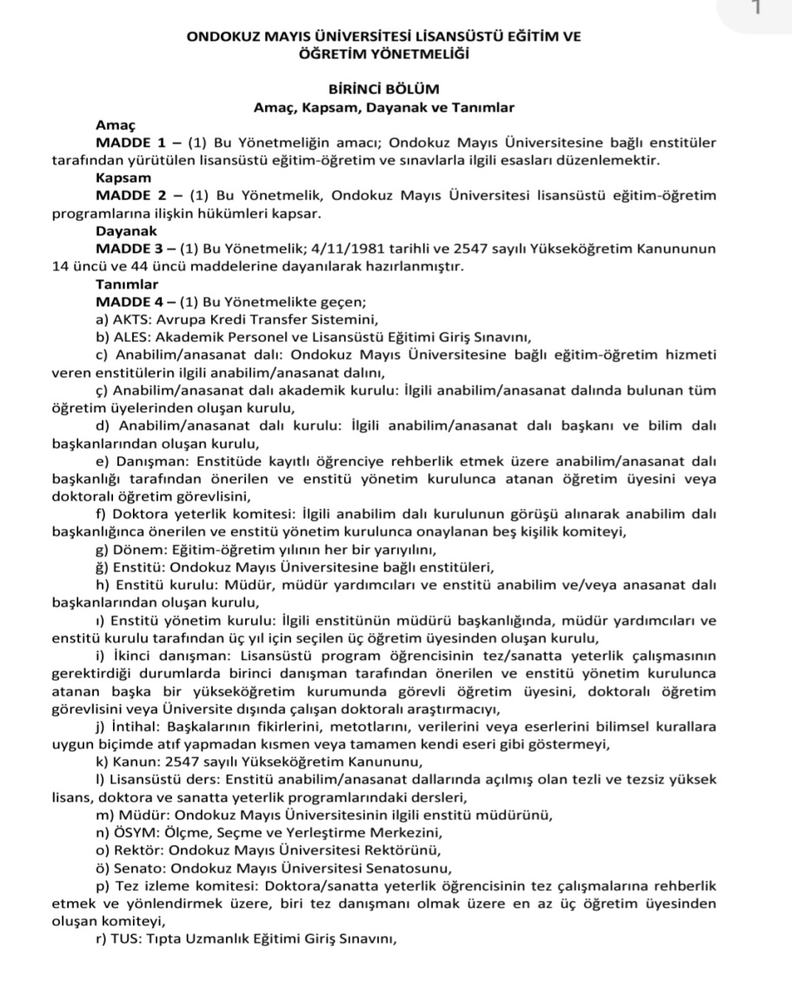 1
ONDOKUZ MAYIS ÜNİVERSİTESİ LİSANSÜSTÜ EĞİTİM VE
ÖĞRETİM YÖNETMELİĞİ
BİRİNCİ BÖLÜM
Amaç, Kapsam, Dayanak ve Tanımlar
Amaç
MADDE 1 – (1) Bu Yönetmeliğin amacı; Ondokuz Mayıs Üniversitesine bağlı enstitüler
tarafından yürütülen lisansüstü eğitim-öğretim ve sınavlarla ilgili esasları düzenlemektir.
Kapsam
MADDE 2 – (1) Bu Yönetmelik, Ondokuz Mayıs Üniversitesi lisansüstü eğitim-öğretim
programlarına ilişkin hükümleri kapsar.
Dayanak
MADDE 3 – (1) Bu Yönetmelik; 4/11/1981 tarihli ve 2547 sayılı Yükseköğretim Kanununun
14 üncü ve 44 üncü maddelerine dayanılarak hazırlanmıştır.
Tanımlar
MADDE 4 – (1) Bu Yönetmelikte geçen;
a) AKTS: Avrupa Kredi Transfer Sistemini,
b) ALES: Akademik Personel ve Lisansüstü Eğitimi Giriş Sınavını,
c) Anabilim/anasanat dalı: Ondokuz Mayıs Üniversitesine bağlı eğitim-öğretim hizmeti
veren enstitülerin ilgili anabilim/anasanat dalını,
ç) Anabilim/anasanat dalı akademik kurulu: İlgili anabilim/anasanat dalında bulunan tüm
öğretim üyelerinden oluşan kurulu,
d) Anabilim/anasanat dalı kurulu: İlgili anabilim/anasanat dalı başkanı ve bilim dalı
başkanlarından oluşan kurulu,
e) Danışman: Enstitüde kayıtlı öğrenciye rehberlik etmek üzere anabilim/anasanat dalı
başkanlığı tarafından önerilen ve enstitü yönetim kurulunca atanan öğretim üyesini veya
doktoralı öğretim görevlisini,
f) Doktora yeterlik komitesi: İlgili anabilim dalı kurulunun görüşü alınarak anabilim dalı
başkanlığınca önerilen ve enstitü yönetim kurulunca onaylanan beş kişilik komiteyi,
g) Dönem: Eğitim-öğretim yılının her bir yarıyılını,
ğ) Enstitü: Ondokuz Mayıs Üniversitesine bağlı enstitüleri,
h) Enstitü kurulu: Müdür, müdür yardımcıları ve enstitü anabilim ve/veya anasanat dalı
başkanlarından oluşan kurulu,
ı) Enstitü yönetim kurulu: İlgili enstitünün müdürü başkanlığında, müdür yardımcıları ve
enstitü kurulu tarafından üç yıl için seçilen üç öğretim üyesinden oluşan kurulu,
i) İkinci danışman: Lisansüstü program öğrencisinin tez/sanatta yeterlik çalışmasının
gerektirdiği durumlarda birinci danışman tarafından önerilen ve enstitü yönetim kurulunca
atanan başka bir yükseköğretim kurumunda görevli öğretim üyesini, doktoralı öğretim
görevlisini veya Üniversite dışında çalışan doktoralı araştırmacıyı,
j) İntihal: Başkalarının fikirlerini, metotlarını, verilerini veya eserlerini bilimsel kurallara
uygun biçimde atıf yapmadan kısmen veya tamamen kendi eseri gibi göstermeyi,
k) Kanun: 2547 sayılı Yükseköğretim Kanununu,
l) Lisansüstü ders: Enstitü anabilim/anasanat dallarında açılmış olan tezli ve tezsiz yüksek
lisans, doktora ve sanatta yeterlik programlarındaki dersleri,
m) Müdür: Ondokuz Mayıs Üniversitesinin ilgili enstitü müdürünü,
n) ÖSYM: Ölçme, Seçme ve Yerleştirme Merkezini,
o) Rektör: Ondokuz Mayıs Üniversitesi Rektörünü,
ö) Senato: Ondokuz Mayıs Üniversitesi Senatosunu,
p) Tez izleme komitesi: Doktora/sanatta yeterlik öğrencisinin tez çalışmalarına rehberlik
etmek ve yönlendirmek üzere, biri tez danışmanı olmak üzere en az üç öğretim üyesinden
oluşan komiteyi,
r) TUS: Tıpta Uzmanlık Eğitimi Giriş Sınavını,